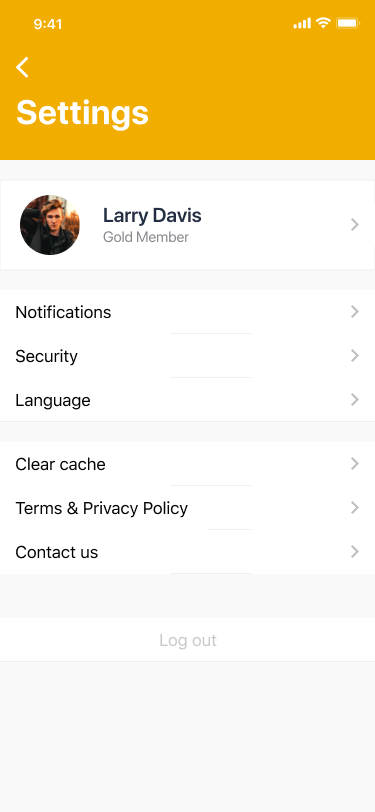 9:41
Settings
Larry Davis
Gold Member
Notifications
Security
Language
Clear cache
Terms & Privacy Policy
Contact us
Log out